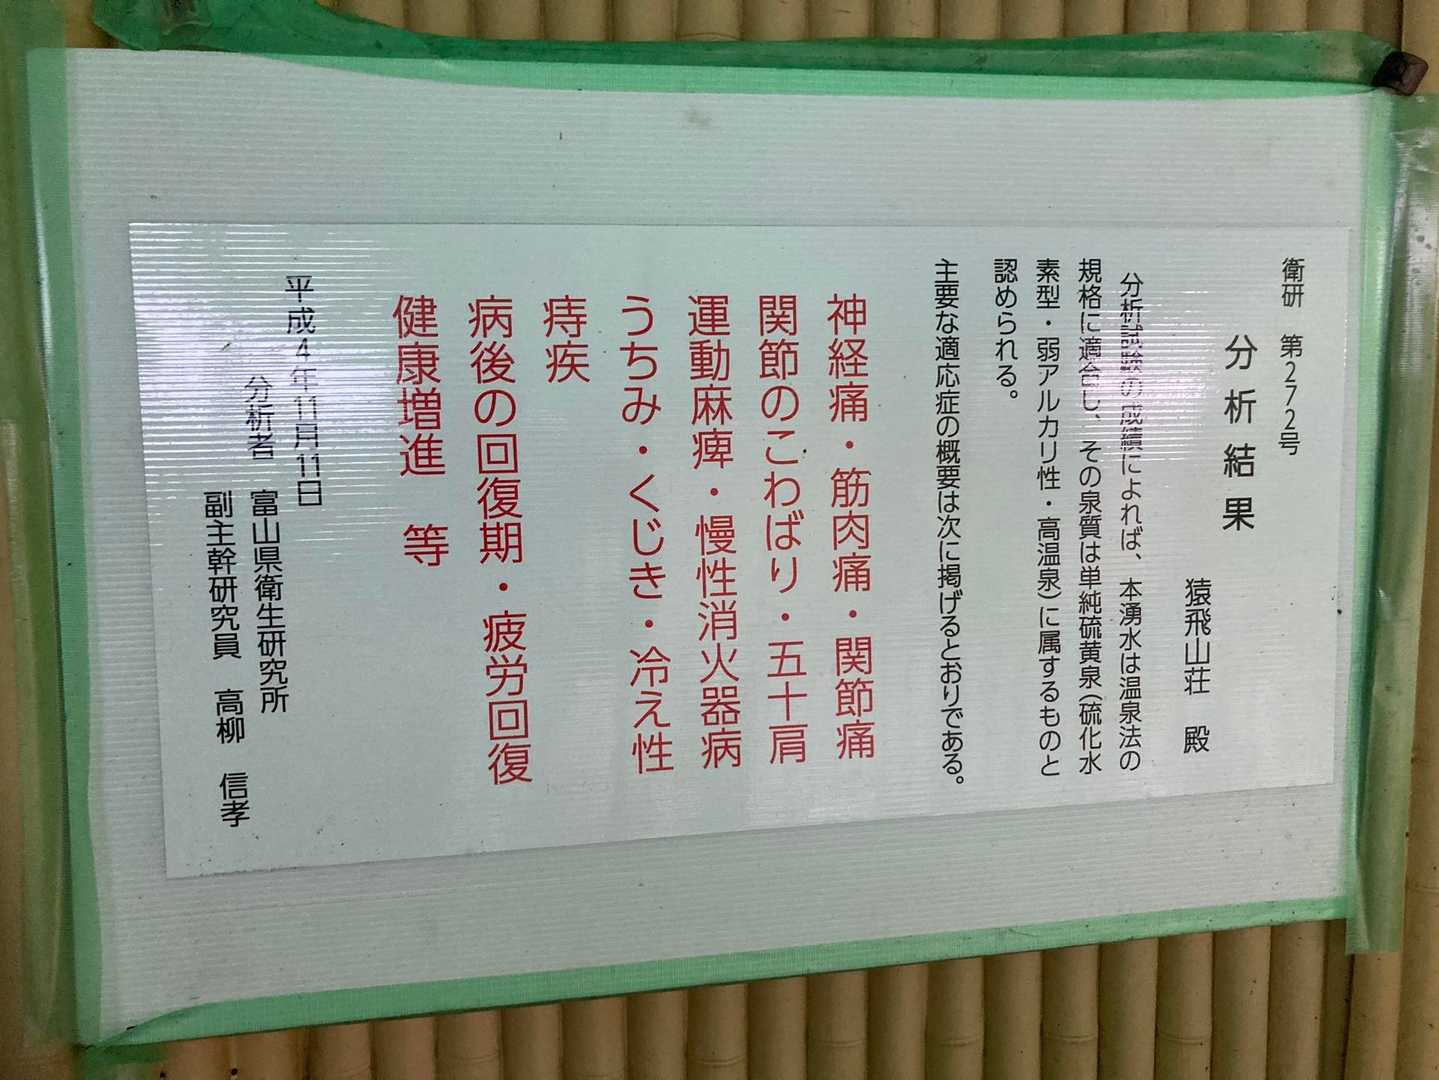 衛研　第272号
分析結果
猿飛山荘　殿
分析試験の成績によれば、本湧水は温泉法の
規格に適合し、その泉質は単純硫黄泉(硫化水
素型・弱アルカリ性・高温泉)に属するものと
認められる。
主要な適応症の概要は次に掲げるとおりである。
神経痛・筋肉痛・関節痛
関節のこわばり・五十肩
運動麻痺・慢性消火器病
うちみ・くじき・冷え性
痔疾
病後の回復期・疲労回復
健康増進　等
平成4年11月11日
分析者　富山県衛生研究所
副主幹研究員　高柳　信孝